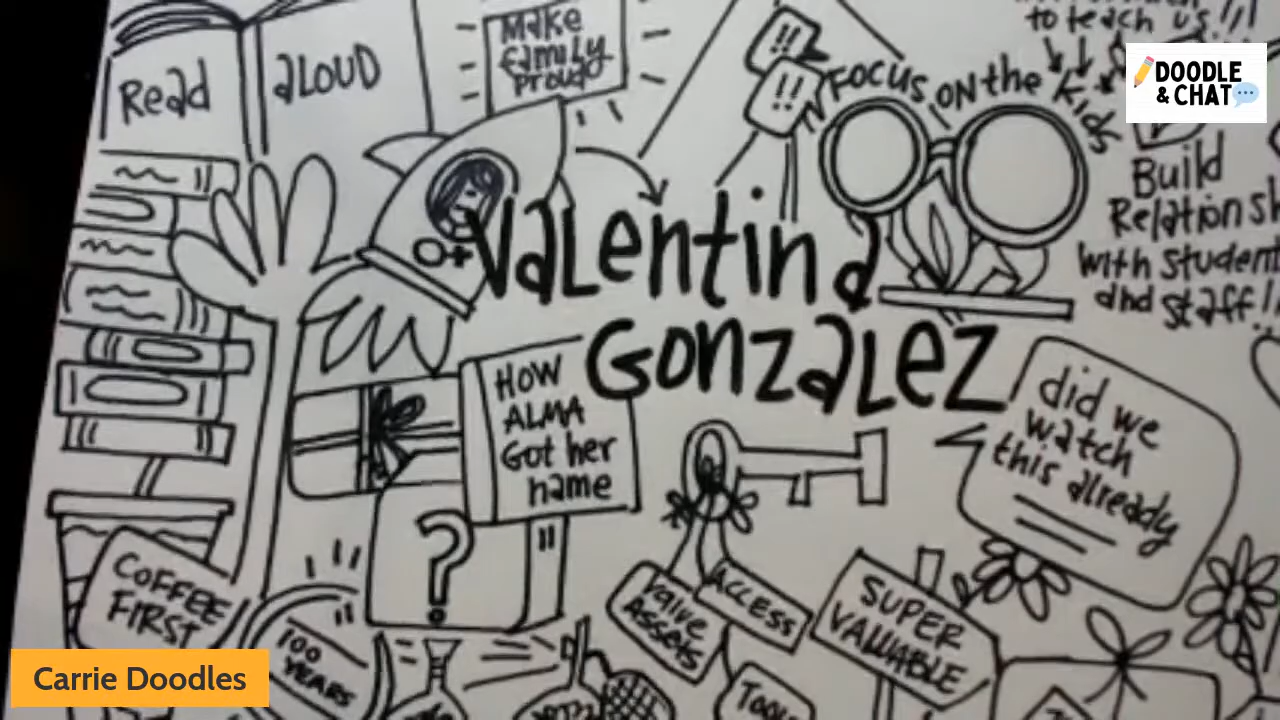 Read
aLOUD
Make
family
Proud
!!
!!
to teach us!!!
FOCUS ON the kids
DOODLE
& CHAT
Build
Relationsh
with student
and staff!!
Valentina
Gonzalez
HOW
ALMA
Got her
name
?
did we
watch
this already
COFFEE
FIRST
100
YEARS
Value
Assets
ACCESS
SUPER
VALUABLE
Carrie Doodles